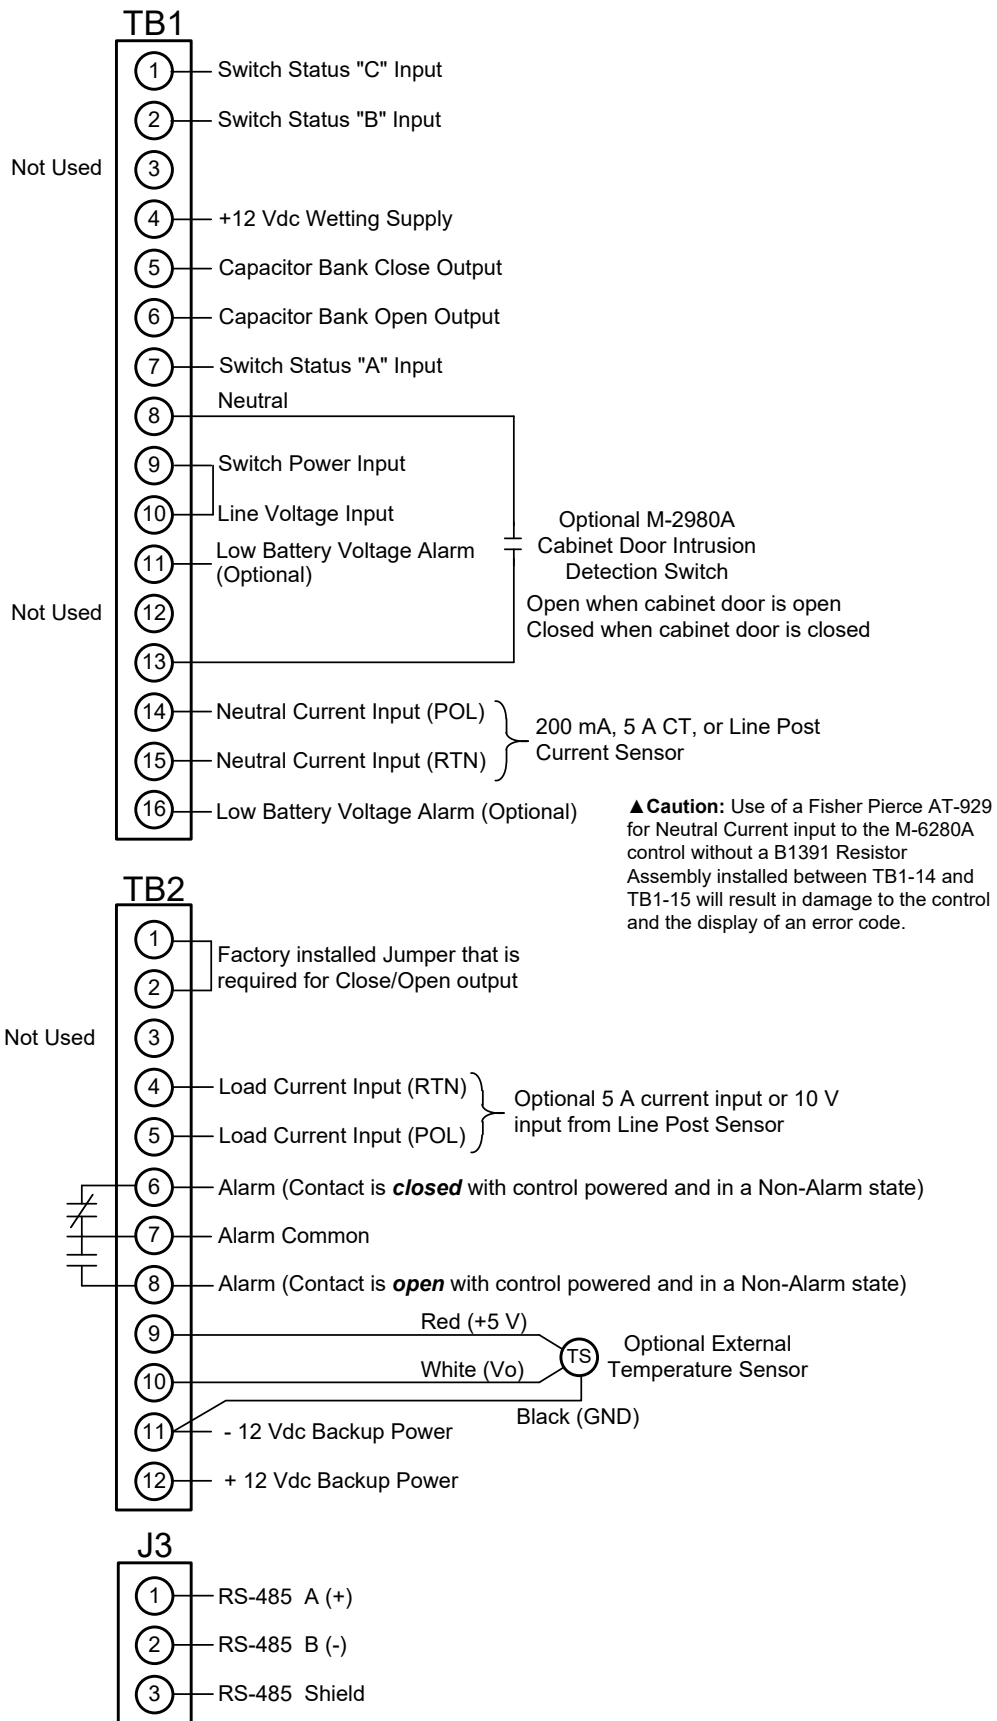 TB1
1 Switch Status "C" Input
2 Switch Status "B" Input
Not Used 3
4 +12 Vdc Wetting Supply
5 Capacitor Bank Close Output
6 Capacitor Bank Open Output
7 Switch Status "A" Input
Neutral
8
9 Switch Power Input
10 Line Voltage Input
11 Low Battery Voltage Alarm
(Optional)
Optional M-2980A
Cabinet Door Intrusion
Detection Switch
Open when cabinet door is open
Closed when cabinet door is closed
Not Used 12
13
14 Neutral Current Input (POL)
15 Neutral Current Input (RTN)
200 mA, 5 A CT, or Line Post
Current Sensor
16 Low Battery Voltage Alarm (Optional)
▲Caution: Use of a Fisher Pierce AT-929
for Neutral Current input to the M-6280A
control without a B1391 Resistor
Assembly installed between TB1-14 and
TB1-15 will result in damage to the control
and the display of an error code.
TB2
1
2
Factory installed Jumper that is
required for Close/Open output
Not Used 3
4 Load Current Input (RTN)
5 Load Current Input (POL)
Optional 5 A current input or 10 V
input from Line Post Sensor
6 Alarm (Contact is closed with control powered and in a Non-Alarm state)
7 Alarm Common
8 Alarm (Contact is open with control powered and in a Non-Alarm state)
9 Red (+5 V)
10 White (Vo)
TS
Optional External
Temperature Sensor
Black (GND)
11 - 12 Vdc Backup Power
12 + 12 Vdc Backup Power
J3
1 RS-485 A (+)
2 RS-485 B (-)
3 RS-485 Shield